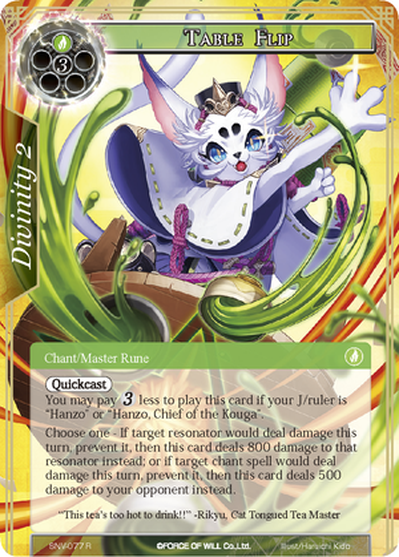 Table Flip
3
Divinity 2
Chant/Master Rune
Quickcast
You may pay 3 less to play this card if your J/ruler is
"Hanzo" or "Hanzo, Chief of the Kouga".
Choose one - If target resonator would deal damage this
turn, prevent it, then this card deals 800 damage to that
resonator instead; or if target chant spell would deal
damage this turn, prevent it, then this card deals 500
damage to your opponent instead.
"This tea's too hot to drink!!" -Rikyu, Cat Tongued Tea Master
SNV-077 R
©FORCE OF WILL Co.,Ltd.
Illust/Haruichi